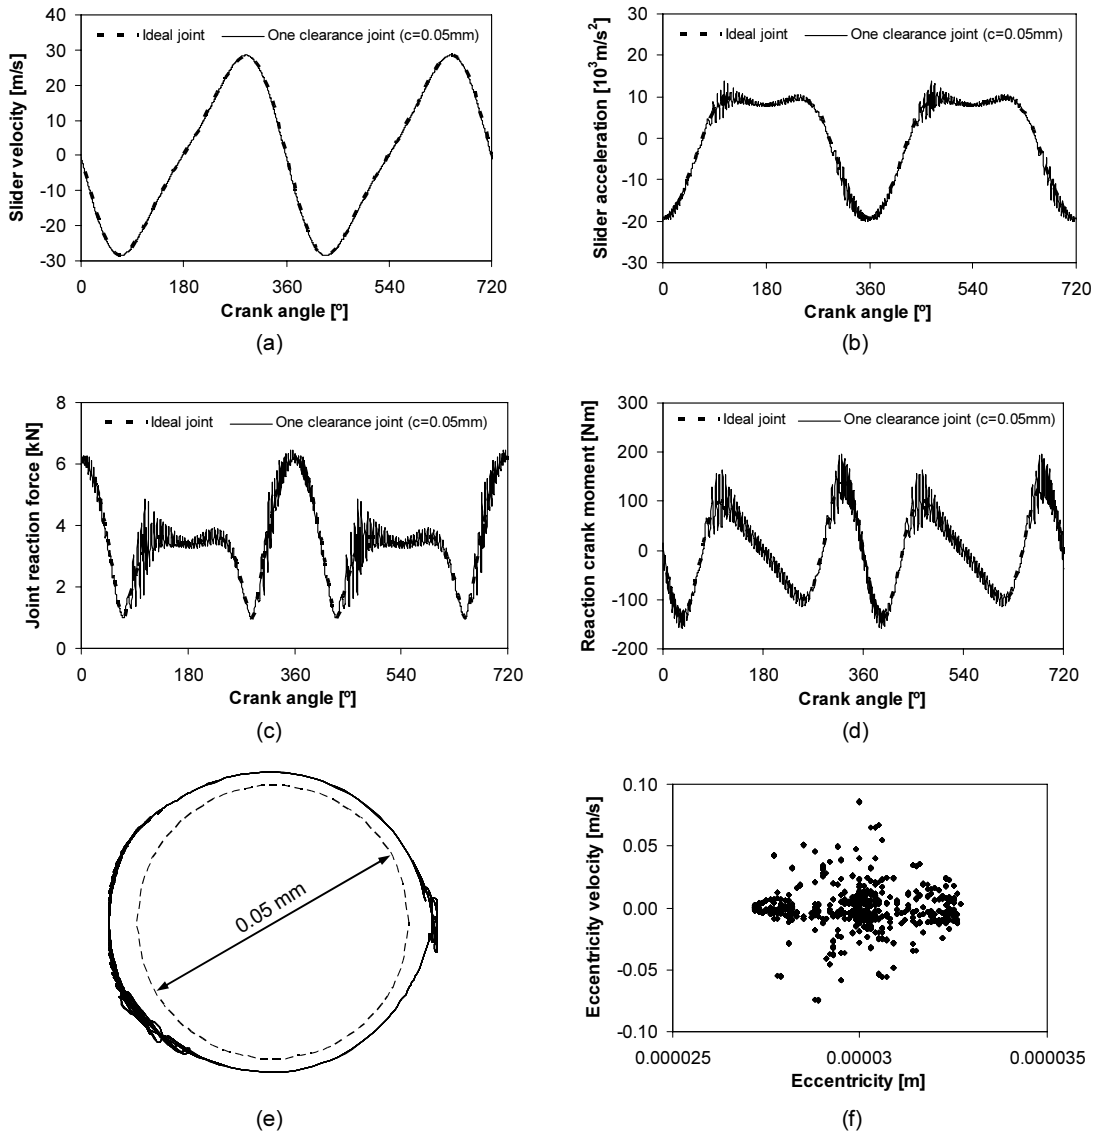 Ideal joint One clearance joint (c=0.05mm)
40
30
20
10
0
-10
-20
-30
Slider velocity [m/s]
0 180 360 540 720
Crank angle [º]
(a)
Ideal joint One clearance joint (c=0.05mm)
30
20
10
0
-10
-20
-30
Slider acceleration [10³m/s²]
0 180 360 540 720
Crank angle [º]
(b)
Ideal joint One clearance joint (c=0.05mm)
8
6
4
2
0
Joint reaction force [kN]
0 180 360 540 720
Crank angle [º]
(c)
Ideal joint One clearance joint (c=0.05mm)
300
200
100
0
-100
-200
Reaction crank moment [Nm]
0 180 360 540 720
Crank angle [º]
(d)
0.05 mm
(e)
0.10
0.05
0.00
-0.05
-0.10
Eccentricity velocity [m/s]
0.000025 0.00003 0.000035
Eccentricity [m]
(f)